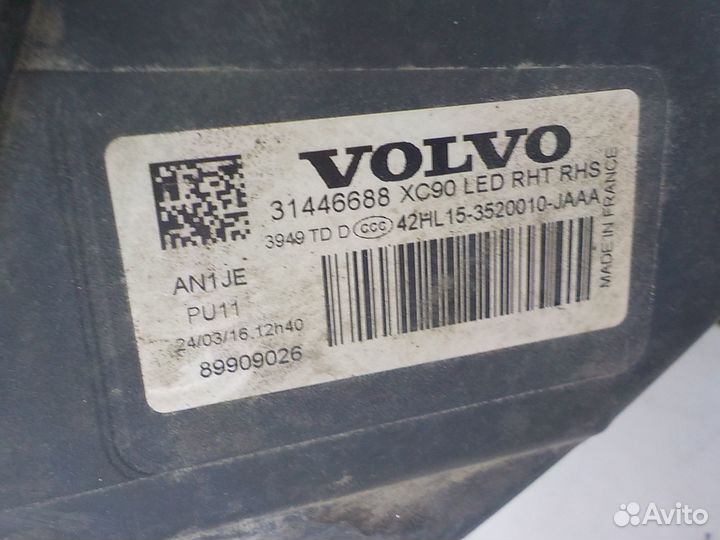 VOLVO
31446688 XC90 LED RHT RHS
3949 TD D CCC 42HL15-3520010-JAAA
MADE IN FRANCE
AN1JE
PU11
24/03/16 12h40
89909026
Avito